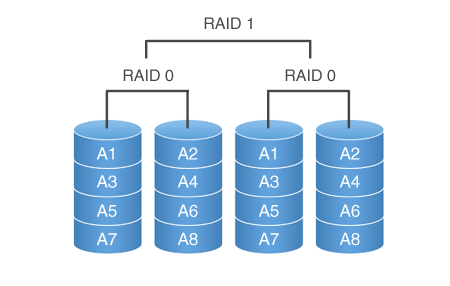 RAID 1
RAID 0 RAID 0
A1 A2 A1 A2
A3 A4 A3 A4
A5 A6 A5 A6
A7 A8 A7 A8